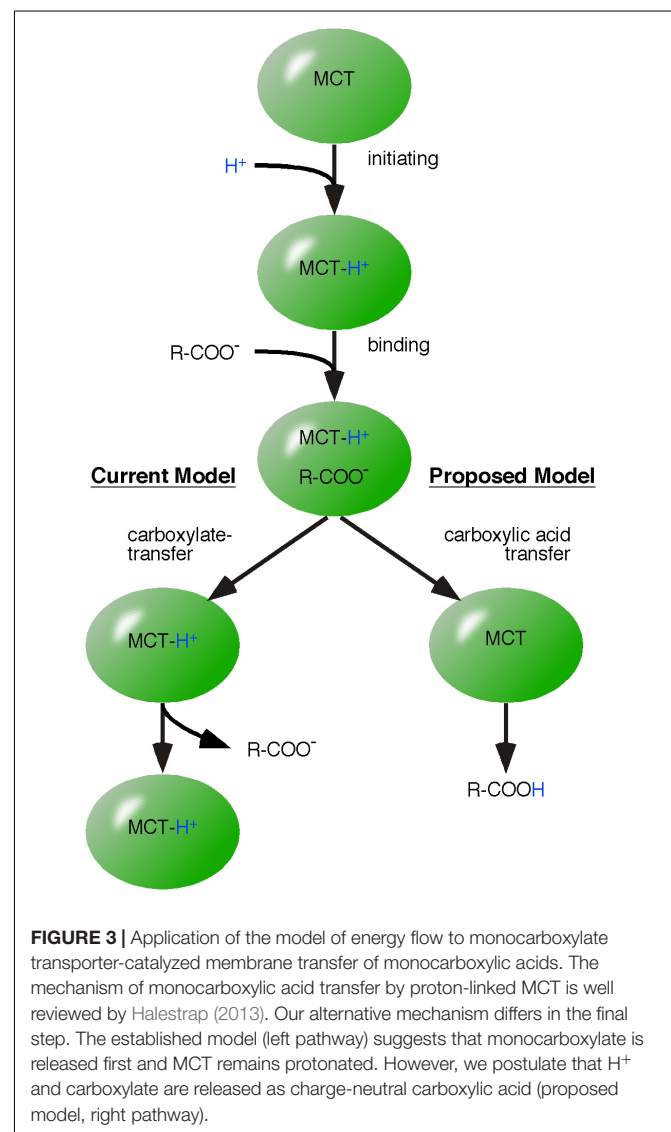 MCT
H⁺
initiating
MCT-H⁺
R-COO⁻
binding
MCT-H⁺
R-COO⁻
Current Model
Proposed Model
carboxylate-
transfer
carboxylic acid
transfer
MCT-H⁺
MCT
R-COO⁻
R-COOH
MCT-H⁺
FIGURE 3 | Application of the model of energy flow to monocarboxylate
transporter-catalyzed membrane transfer of monocarboxylic acids. The
mechanism of monocarboxylic acid transfer by proton-linked MCT is well
reviewed by Halestrap (2013). Our alternative mechanism differs in the final
step. The established model (left pathway) suggests that monocarboxylate is
released first and MCT remains protonated. However, we postulate that H⁺
and carboxylate are released as charge-neutral carboxylic acid (proposed
model, right pathway).